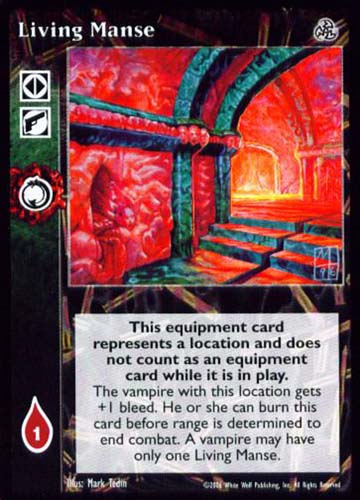 Living Manse
This equipment card
represents a location and does
not count as an equipment
card while it is in play.
The vampire with this location gets
+1 bleed. He or she can burn this
card before range is determined to
end combat. A vampire may have
only one Living Manse.
1
Illus: Mark Tedin
©2006 White Wolf Publishing, Inc. All Rights Reserved